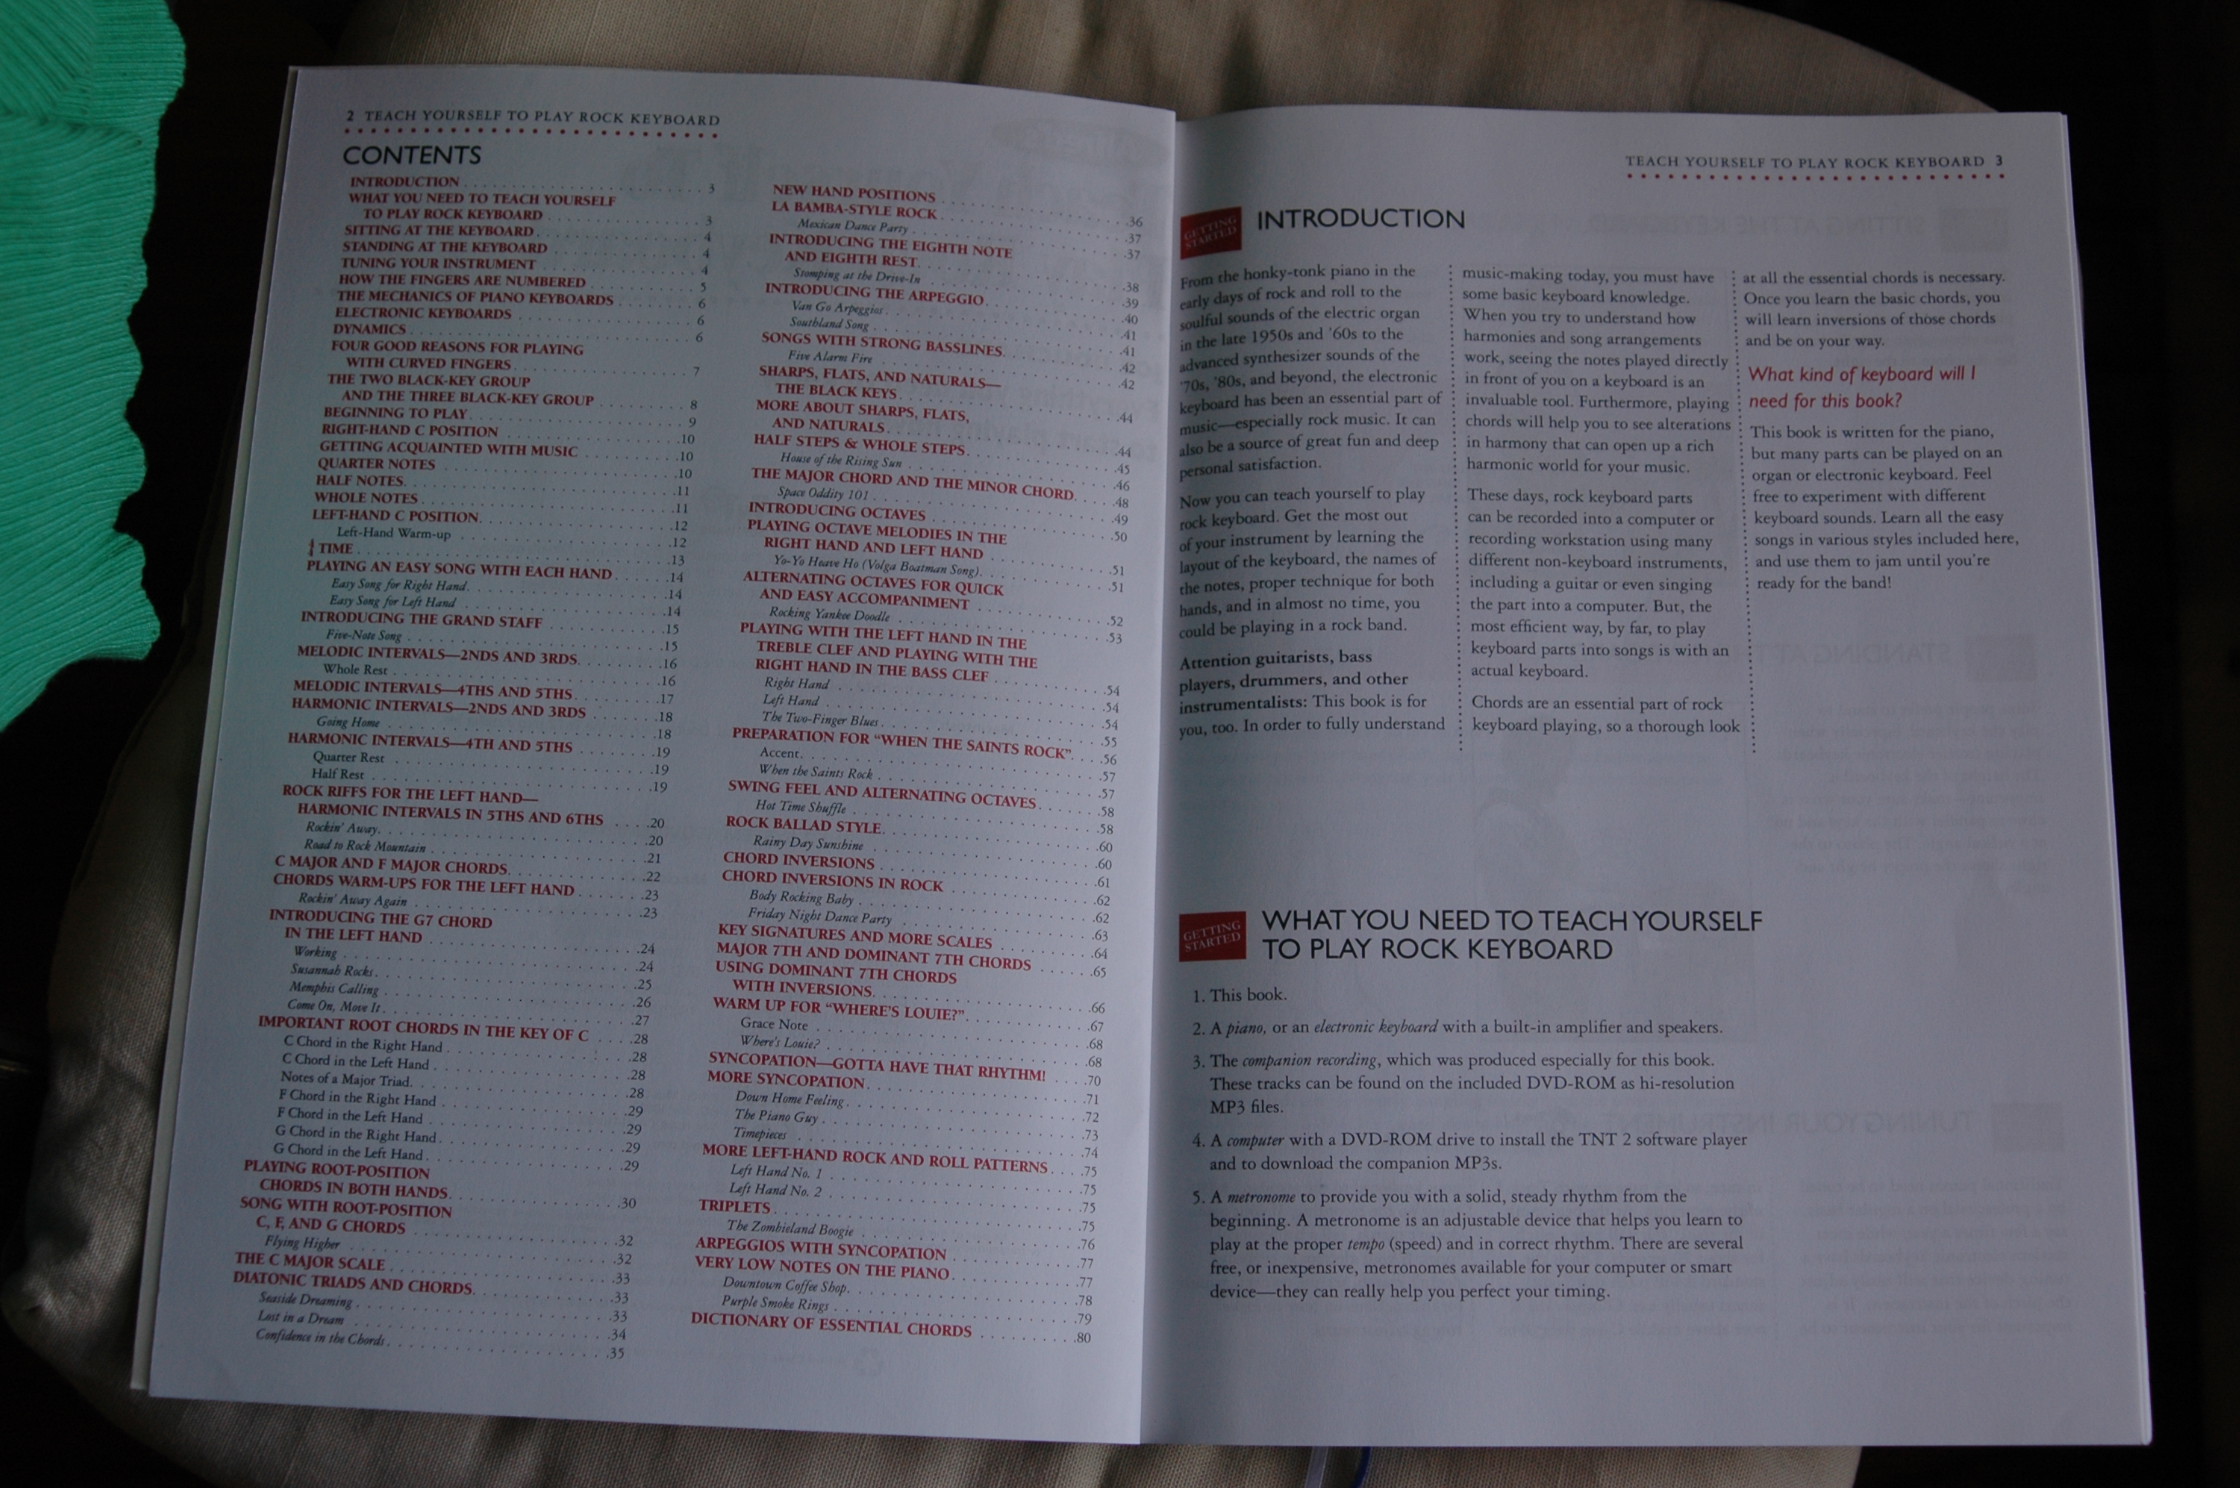 2 TEACH YOURSELF TO PLAY ROCK KEYBOARD
CONTENTS
INTRODUCTION . . . 3
WHAT YOU NEED TO TEACH YOURSELF
TO PLAY ROCK KEYBOARD . . . 3
SITTING AT THE KEYBOARD . . . 4
STANDING AT THE KEYBOARD . . . 4
TUNING YOUR INSTRUMENT . . . 4
HOW THE FINGERS ARE NUMBERED . . . 5
THE MECHANICS OF PIANO KEYBOARDS . . . 6
ELECTRONIC KEYBOARDS . . . 6
DYNAMICS . . . 6
FOUR GOOD REASONS FOR PLAYING
WITH CURVED FINGERS . . . 7
THE TWO BLACK-KEY GROUP
AND THE THREE BLACK-KEY GROUP . . . 8
BEGINNING TO PLAY . . . 9
RIGHT-HAND C POSITION . . . 10
GETTING ACQUAINTED WITH MUSIC . . . 10
QUARTER NOTES . . . 10
HALF NOTES . . . 11
WHOLE NOTES . . . 11
LEFT-HAND C POSITION . . . 12
Left-Hand Warm-up . . . 12
4/4 TIME . . . 13
PLAYING AN EASY SONG WITH EACH HAND . . . 14
Easy Song for Right Hand . . . 14
Easy Song for Left Hand . . . 14
INTRODUCING THE GRAND STAFF . . . 15
Five-Note Song . . . 15
MELODIC INTERVALS—2NDS AND 3RDS . . . 16
Whole Rest . . . 16
MELODIC INTERVALS—4THS AND 5THS . . . 17
HARMONIC INTERVALS—2NDS AND 3RDS . . . 18
Going Home . . . 18
HARMONIC INTERVALS—4TH AND 5THS . . . 19
Quarter Rest . . . 19
Half Rest . . . 19
ROCK RIFFS FOR THE LEFT HAND—
HARMONIC INTERVALS IN 5THS AND 6THS . . . 20
Rockin' Away . . . 20
Road to Rock Mountain . . . 21
C MAJOR AND F MAJOR CHORDS . . . 22
CHORDS WARM-UPS FOR THE LEFT HAND . . . 23
Rockin' Away Again . . . 23
INTRODUCING THE G7 CHORD
IN THE LEFT HAND . . . 24
Working . . . 24
Susannah Rocks . . . 25
Memphis Calling . . . 26
Come On, Move It . . . 27
IMPORTANT ROOT CHORDS IN THE KEY OF C . . . 28
C Chord in the Right Hand . . . 28
C Chord in the Left Hand . . . 28
Notes of a Major Triad . . . 28
F Chord in the Right Hand . . . 29
F Chord in the Left Hand . . . 29
G Chord in the Right Hand . . . 29
G Chord in the Left Hand . . . 29
PLAYING ROOT-POSITION
CHORDS IN BOTH HANDS . . . 30
SONG WITH ROOT-POSITION
C, F, AND G CHORDS . . . 32
Flying Higher . . . 32
THE C MAJOR SCALE . . . 33
DIATONIC TRIADS AND CHORDS . . . 33
Seaside Dreaming . . . 33
Lost in a Dream . . . 34
Confidence in the Chords . . . 35
NEW HAND POSITIONS . . . 36
LA BAMBA-STYLE ROCK . . . 37
Mexican Dance Party . . . 37
INTRODUCING THE EIGHTH NOTE
AND EIGHTH REST . . . 38
Stomping at the Drive-In . . . 39
INTRODUCING THE ARPEGGIO . . . 40
Van Go Arpeggios . . . 41
Southland Song . . . 41
SONGS WITH STRONG BASSLINES . . . 42
Five Alarm Fire . . . 42
SHARPS, FLATS, AND NATURALS—
THE BLACK KEYS . . . 44
MORE ABOUT SHARPS, FLATS,
AND NATURALS . . . 44
HALF STEPS & WHOLE STEPS . . . 45
House of the Rising Sun . . . 46
THE MAJOR CHORD AND THE MINOR CHORD . . . 48
Space Oddity 101 . . . 49
INTRODUCING OCTAVES . . . 50
PLAYING OCTAVE MELODIES IN THE
RIGHT HAND AND LEFT HAND . . . 51
Yo-Yo Heave Ho (Volga Boatman Song) . . . 51
ALTERNATING OCTAVES FOR QUICK
AND EASY ACCOMPANIMENT . . . 52
Rocking Yankee Doodle . . . 53
PLAYING WITH THE LEFT HAND IN THE
TREBLE CLEF AND PLAYING WITH THE
RIGHT HAND IN THE BASS CLEF . . . 54
Right Hand . . . 54
Left Hand . . . 54
The Two-Finger Blues . . . 55
PREPARATION FOR "WHEN THE SAINTS ROCK" . . . 56
Accent . . . 57
When the Saints Rock . . . 57
SWING FEEL AND ALTERNATING OCTAVES . . . 58
Hot Time Shuffle . . . 58
ROCK BALLAD STYLE . . . 60
Rainy Day Sunshine . . . 60
CHORD INVERSIONS . . . 61
CHORD INVERSIONS IN ROCK . . . 62
Body Rocking Baby . . . 62
Friday Night Dance Party . . . 63
KEY SIGNATURES AND MORE SCALES . . . 64
MAJOR 7TH AND DOMINANT 7TH CHORDS . . . 65
USING DOMINANT 7TH CHORDS
WITH INVERSIONS . . . 66
WARM UP FOR "WHERE'S LOUIE?" . . . 67
Grace Note . . . 68
Where's Louie? . . . 68
SYNCOPATION—GOTTA HAVE THAT RHYTHM! . . . 70
MORE SYNCOPATION . . . 71
Down Home Feeling . . . 72
The Piano Guy . . . 73
Timepieces . . . 74
MORE LEFT-HAND ROCK AND ROLL PATTERNS . . . 75
Left Hand No. 1 . . . 75
Left Hand No. 2 . . . 75
TRIPLETS . . . 75
The Zombieland Boogie . . . 76
ARPEGGIOS WITH SYNCOPATION . . . 77
VERY LOW NOTES ON THE PIANO . . . 77
Downtown Coffee Shop . . . 78
Purple Smoke Rings . . . 79
DICTIONARY OF ESSENTIAL CHORDS . . . 80
TEACH YOURSELF TO PLAY ROCK KEYBOARD 3
GETTING
STARTED
INTRODUCTION
From the honky-tonk piano in the
early days of rock and roll to the
soulful sounds of the electric organ
in the late 1950s and '60s to the
advanced synthesizer sounds of the
'70s, '80s, and beyond, the electronic
keyboard has been an essential part of
music—especially rock music. It can
also be a source of great fun and deep
personal satisfaction.
Now you can teach yourself to play
rock keyboard. Get the most out
of your instrument by learning the
layout of the keyboard, the names of
the notes, proper technique for both
hands, and in almost no time, you
could be playing in a rock band.
Attention guitarists, bass
players, drummers, and other
instrumentalists: This book is for
you, too. In order to fully understand
music-making today, you must have
some basic keyboard knowledge.
When you try to understand how
harmonies and song arrangements
work, seeing the notes played directly
in front of you on a keyboard is an
invaluable tool. Furthermore, playing
chords will help you to see alterations
in harmony that can open up a rich
harmonic world for your music.
These days, rock keyboard parts
can be recorded into a computer or
recording workstation using many
different non-keyboard instruments,
including a guitar or even singing
the part into a computer. But, the
most efficient way, by far, to play
keyboard parts into songs is with an
actual keyboard.
Chords are an essential part of rock
keyboard playing, so a thorough look
at all the essential chords is necessary.
Once you learn the basic chords, you
will learn inversions of those chords
and be on your way.
What kind of keyboard will I
need for this book?
This book is written for the piano,
but many parts can be played on an
organ or electronic keyboard. Feel
free to experiment with different
keyboard sounds. Learn all the easy
songs in various styles included here,
and use them to jam until you're
ready for the band!
GETTING
STARTED
WHAT YOU NEED TO TEACH YOURSELF
TO PLAY ROCK KEYBOARD
1. This book.
2. A piano, or an electronic keyboard with a built-in amplifier and speakers.
3. The companion recording, which was produced especially for this book.
These tracks can be found on the included DVD-ROM as hi-resolution
MP3 files.
4. A computer with a DVD-ROM drive to install the TNT 2 software player
and to download the companion MP3s.
5. A metronome to provide you with a solid, steady rhythm from the
beginning. A metronome is an adjustable device that helps you learn to
play at the proper tempo (speed) and in correct rhythm. There are several
free, or inexpensive, metronomes available for your computer or smart
device—they can really help you perfect your timing.